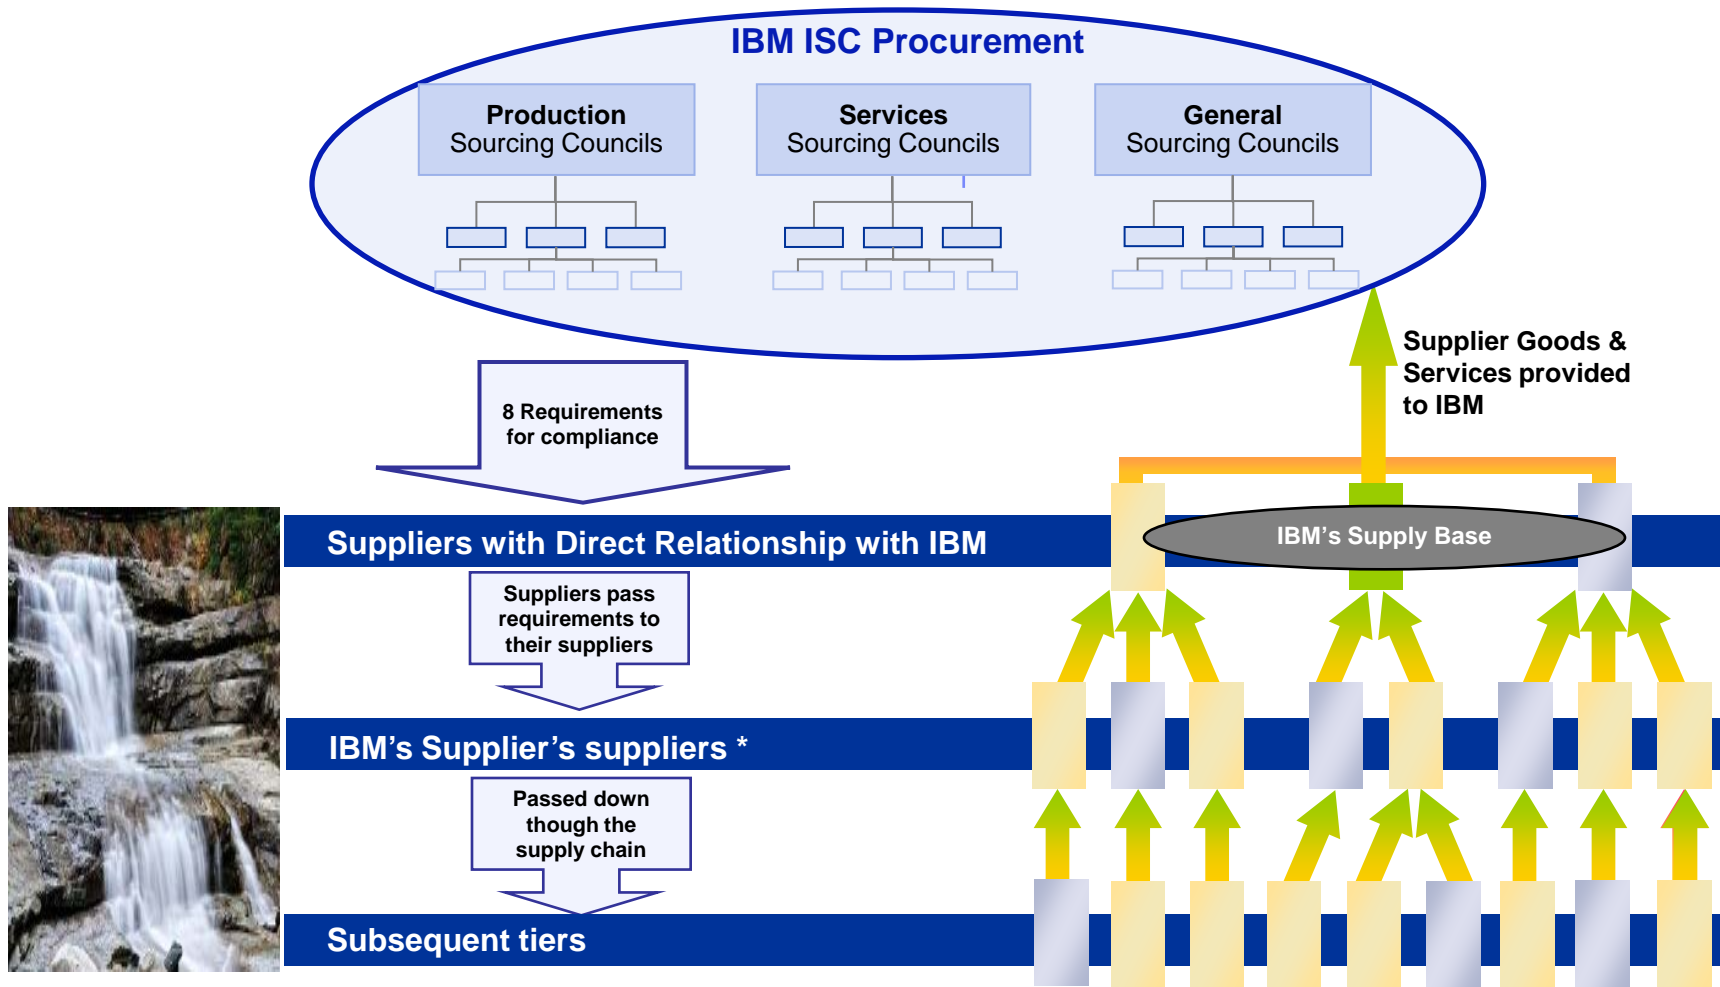 IBM ISC Procurement
Production
Sourcing Councils
Services
Sourcing Councils
General
Sourcing Councils
Supplier Goods &
Services provided
to IBM
8 Requirements
for compliance
Suppliers with Direct Relationship with IBM
IBM’s Supply Base
Suppliers pass
requirements to
their suppliers
IBM’s Supplier’s suppliers *
Passed down
though the
supply chain
Subsequent tiers